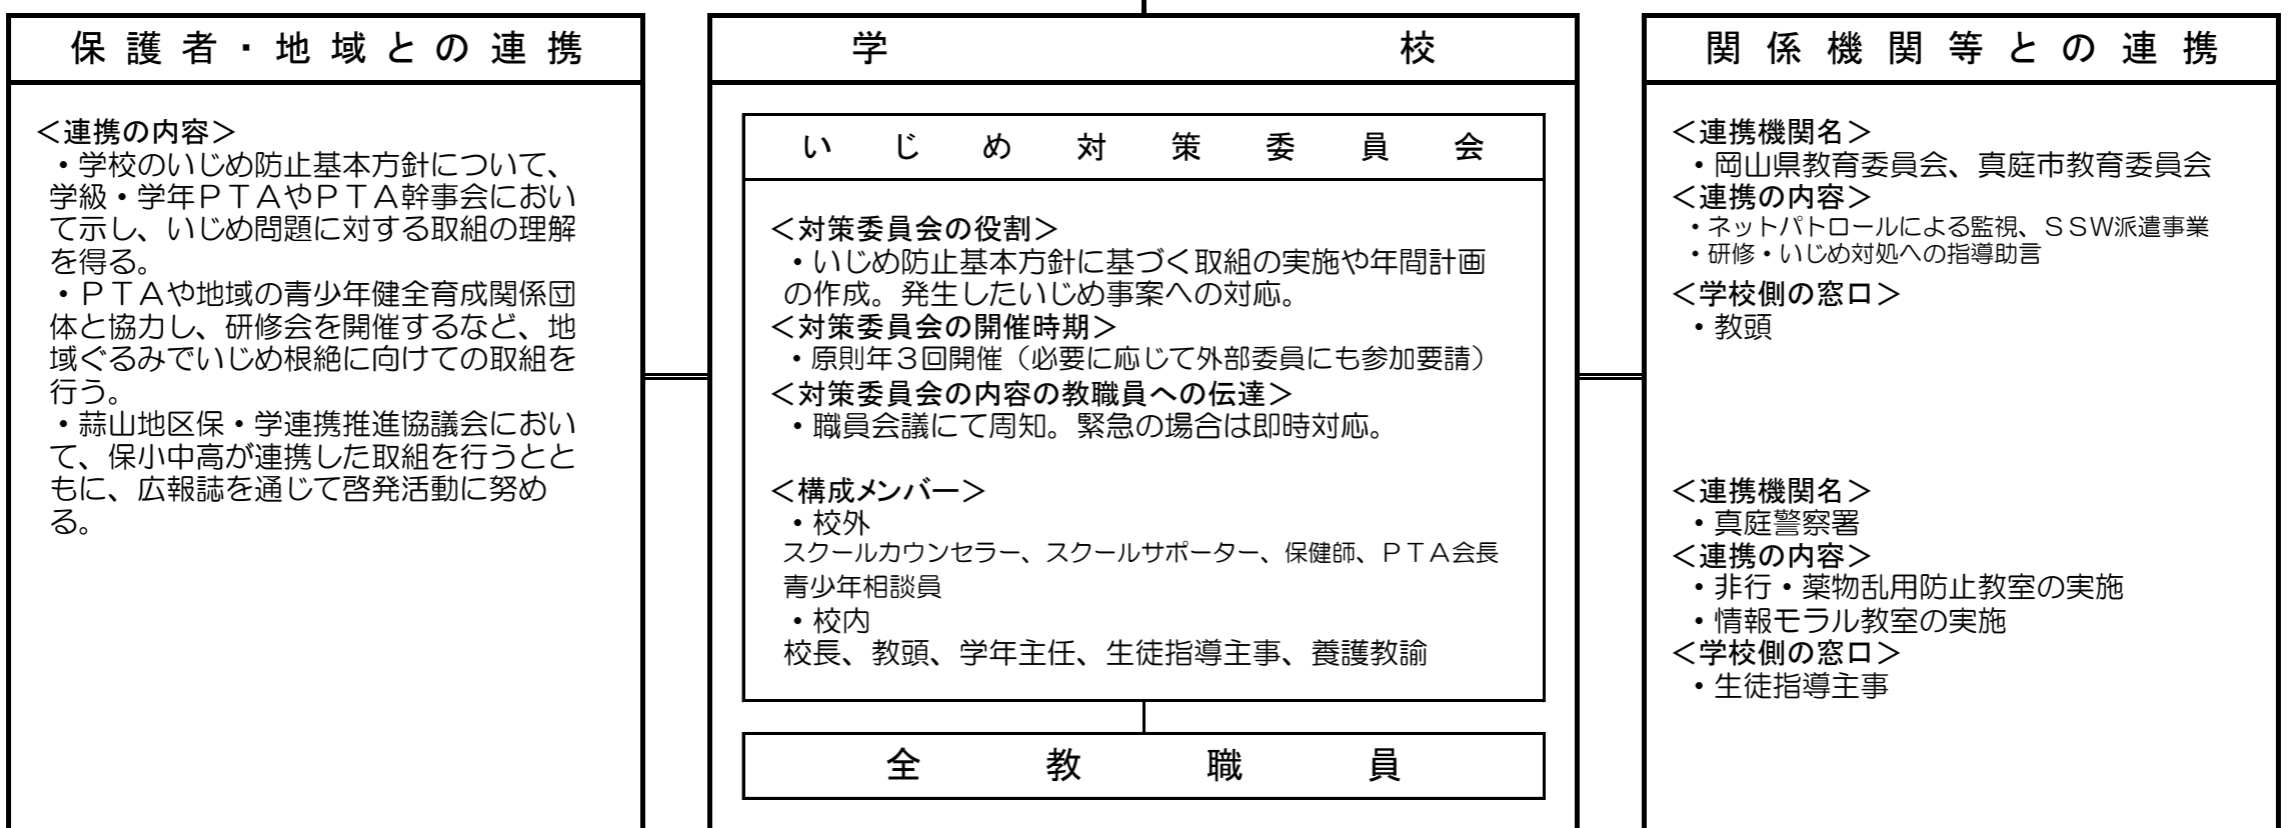 保護者・地域との連携
＜連携の内容＞
・学校のいじめ防止基本方針について、
学級・学年ＰＴＡやＰＴＡ幹事会におい
て示し、いじめ問題に対する取組の理解
を得る。
・ＰＴＡや地域の青少年健全育成関係団
体と協力し、研修会を開催するなど、地
域ぐるみでいじめ根絶に向けての取組を
行う。
・蒜山地区保・学連携推進協議会におい
て、保小中高が連携した取組を行うとと
もに、広報誌を通じて啓発活動に努め
る。
学校
いじめ対策委員会
＜対策委員会の役割＞
・いじめ防止基本方針に基づく取組の実施や年間計画
の作成。発生したいじめ事案への対応。
＜対策委員会の開催時期＞
・原則年３回開催（必要に応じて外部委員にも参加要請）
＜対策委員会の内容の教職員への伝達＞
・職員会議にて周知。緊急の場合は即時対応。
＜構成メンバー＞
・校外
スクールカウンセラー、スクールサポーター、保健師、ＰＴＡ会長
青少年相談員
・校内
校長、教頭、学年主任、生徒指導主事、養護教諭
全教職員
関係機関等との連携
＜連携機関名＞
・岡山県教育委員会、真庭市教育委員会
＜連携の内容＞
・ネットパトロールによる監視、ＳＳＷ派遣事業
・研修・いじめ対処への指導助言
＜学校側の窓口＞
・教頭
＜連携機関名＞
・真庭警察署
＜連携の内容＞
・非行・薬物乱用防止教室の実施
・情報モラル教室の実施
＜学校側の窓口＞
・生徒指導主事